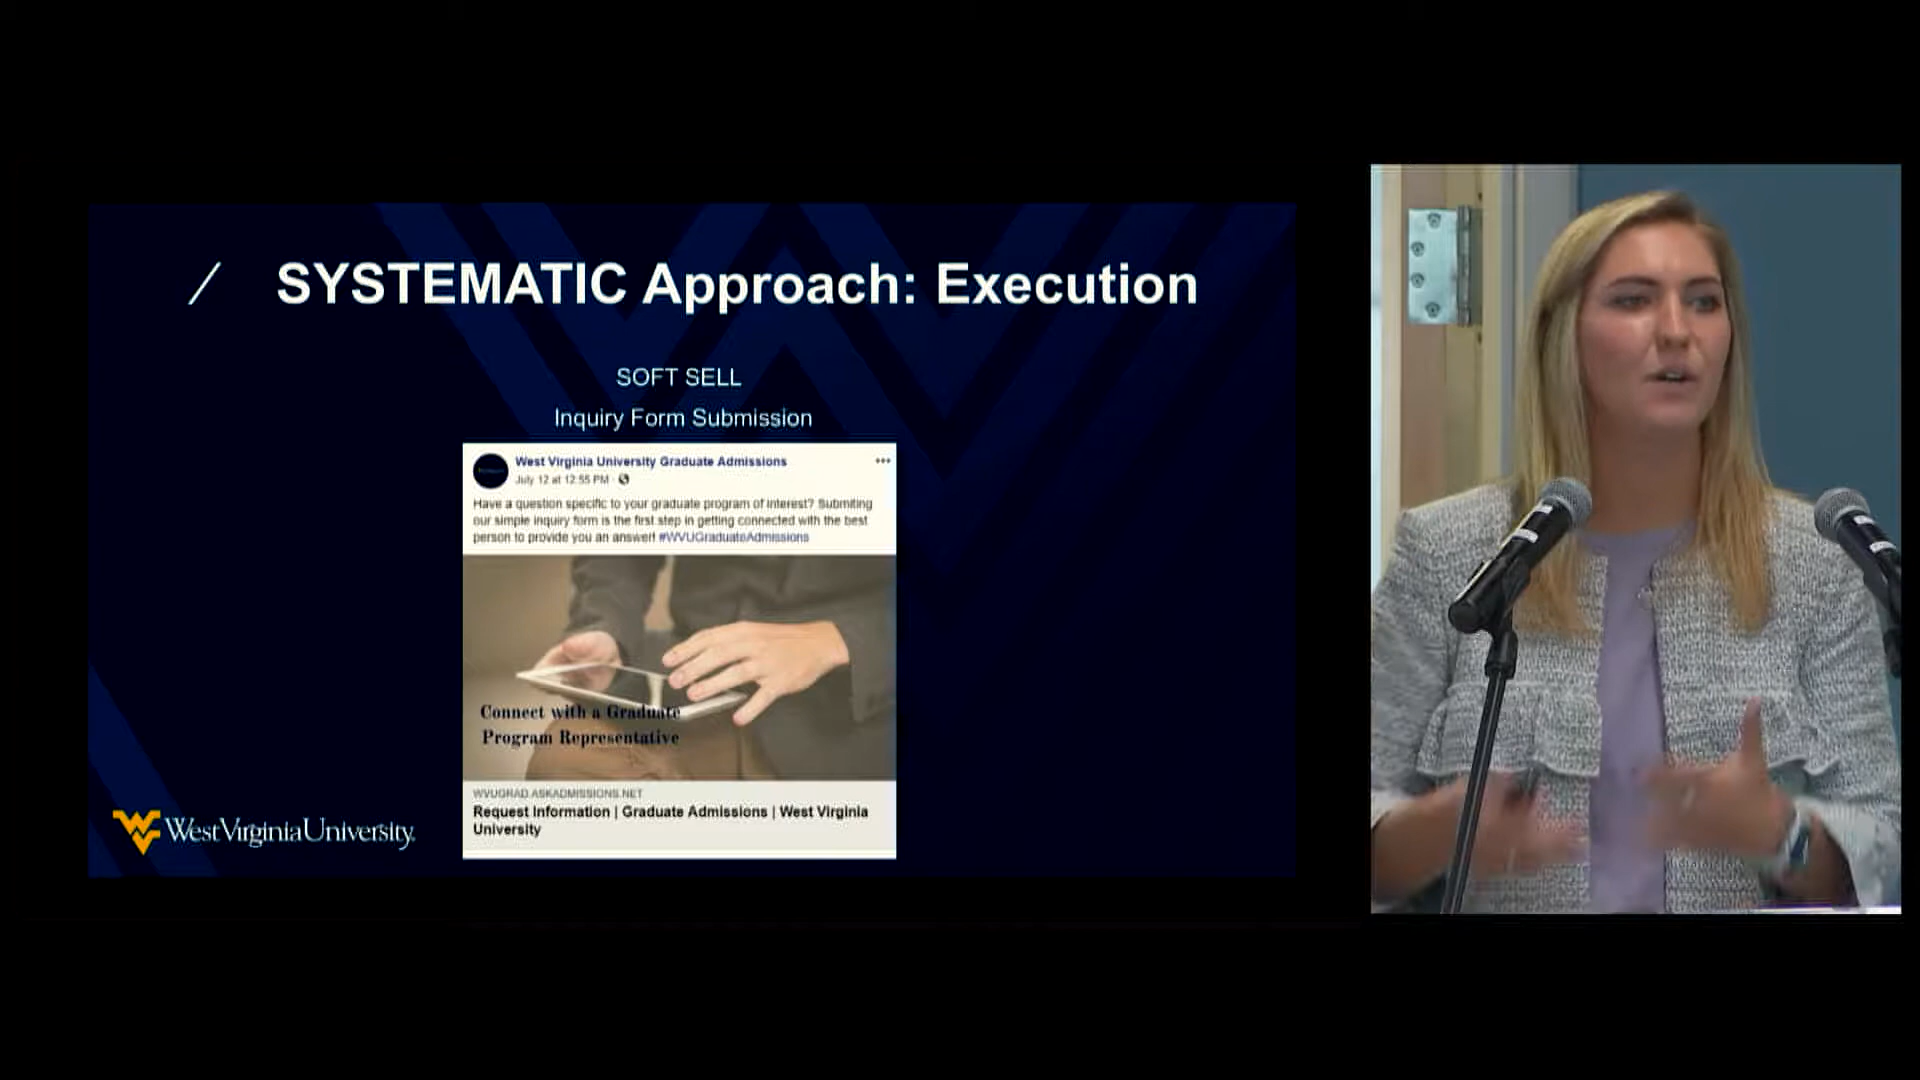 / SYSTEMATIC Approach: Execution
SOFT SELL
Inquiry Form Submission
West Virginia University Graduate Admissions
July 12 at 12:55 PM ·
Have a question specific to your graduate program of interest? Submiting
our simple inquiry form is the first step in getting connected with the best
person to provide you an answer! #WVUGraduateAdmissions
Connect with a Graduate
Program Representative
WVUGRAD.ASKADMISSIONS.NET
Request Information | Graduate Admissions | West Virginia
University
WestVirginiaUniversity.